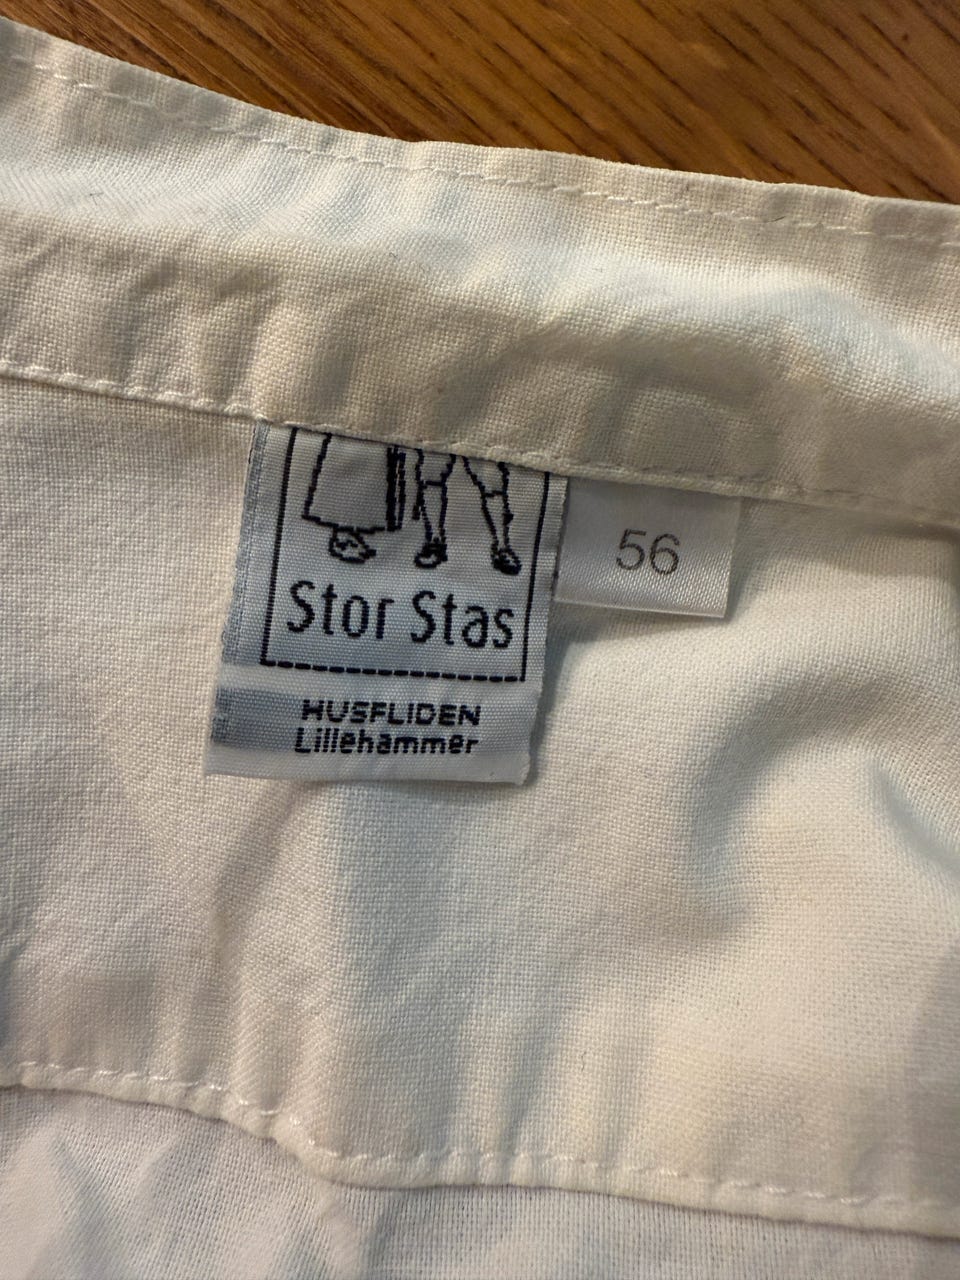 Stor Stas
HUSFLIDEN
Lillehammer
56